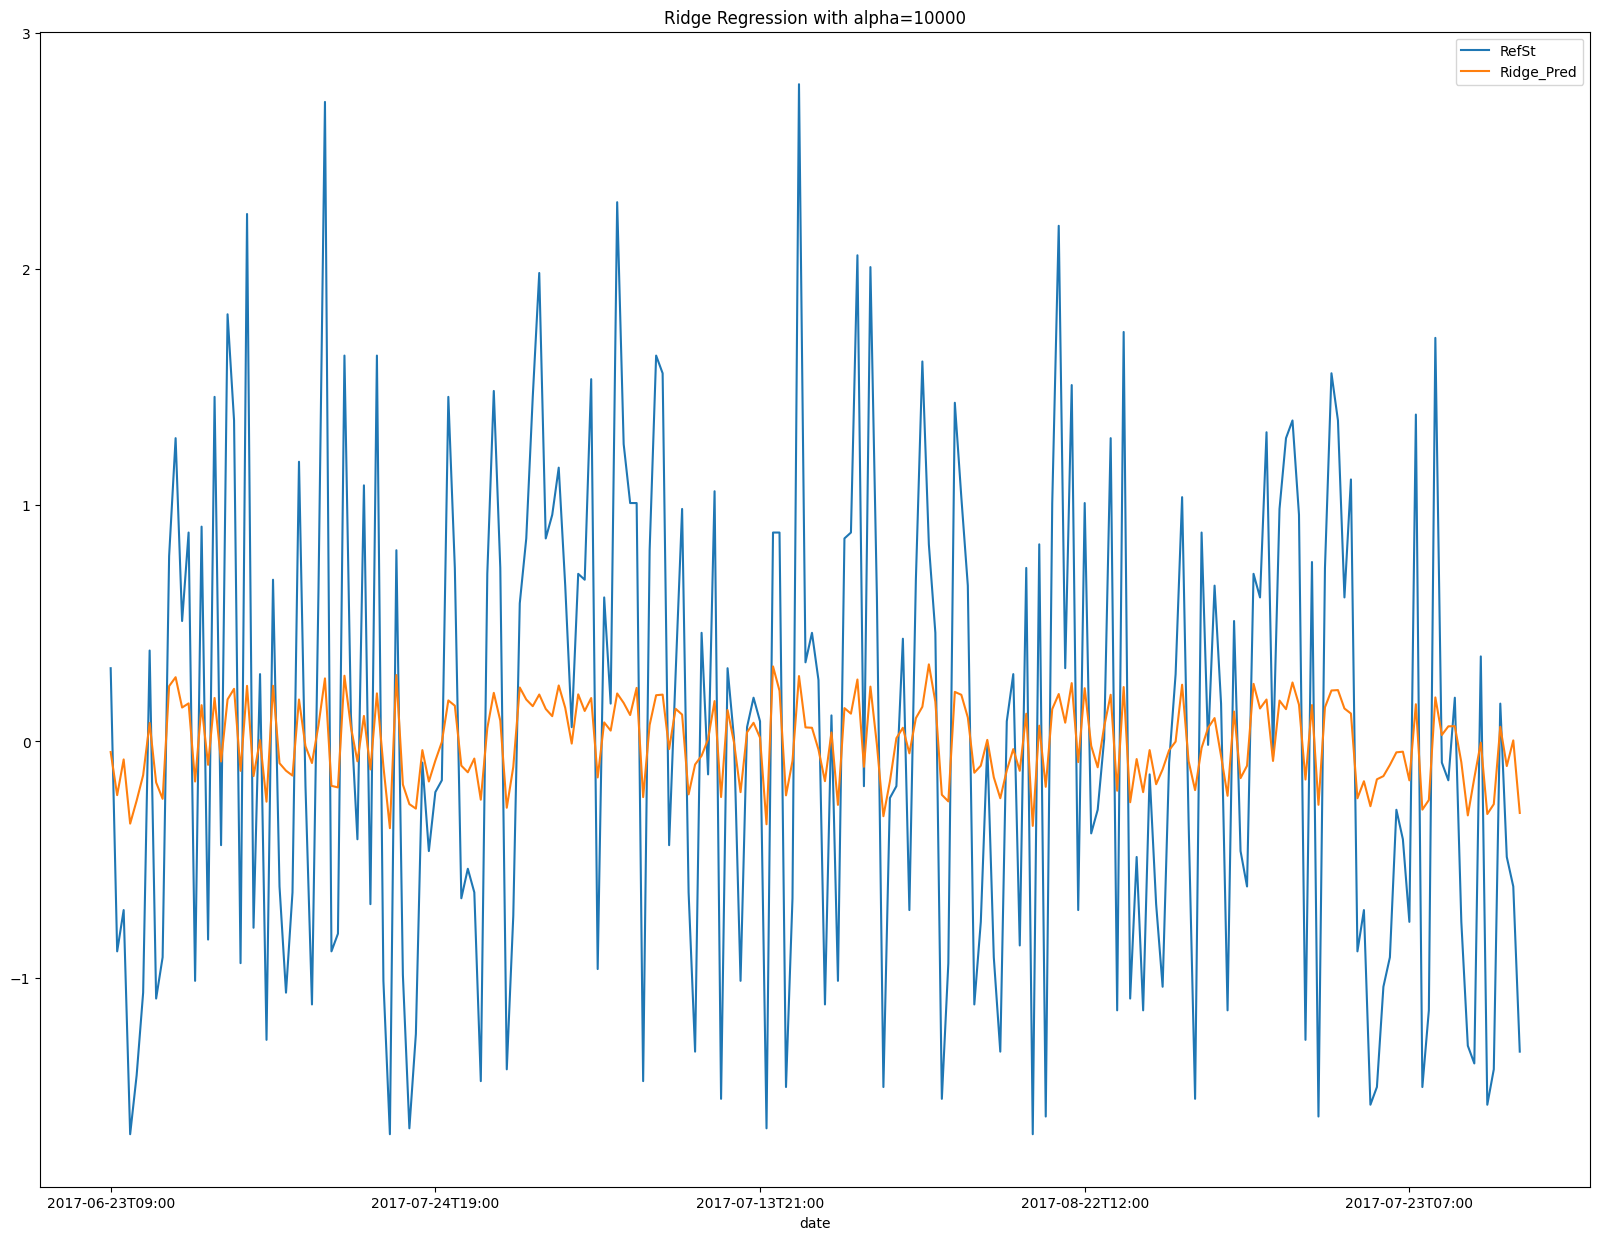 Ridge Regression with alpha=10000
RefSt
Ridge_Pred
3
2
1
0
−1
2017-06-23T09:00
2017-07-24T19:00
2017-07-13T21:00
2017-08-22T12:00
2017-07-23T07:00
date